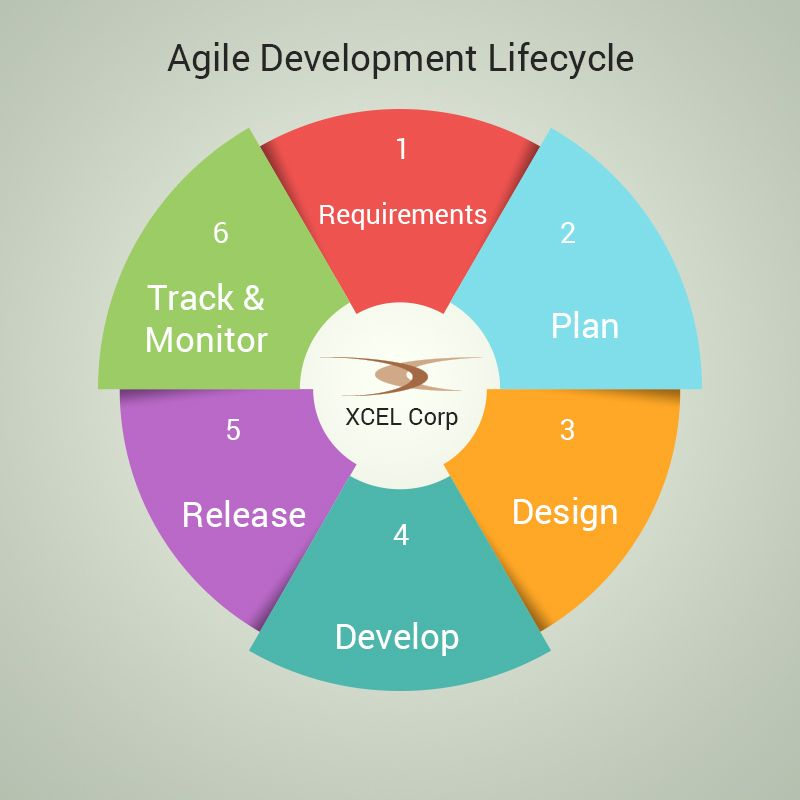 Agile Development Lifecycle
1
Requirements
2
Plan
3
Design
4
Develop
5
Release
6
Track &
Monitor
XCEL Corp